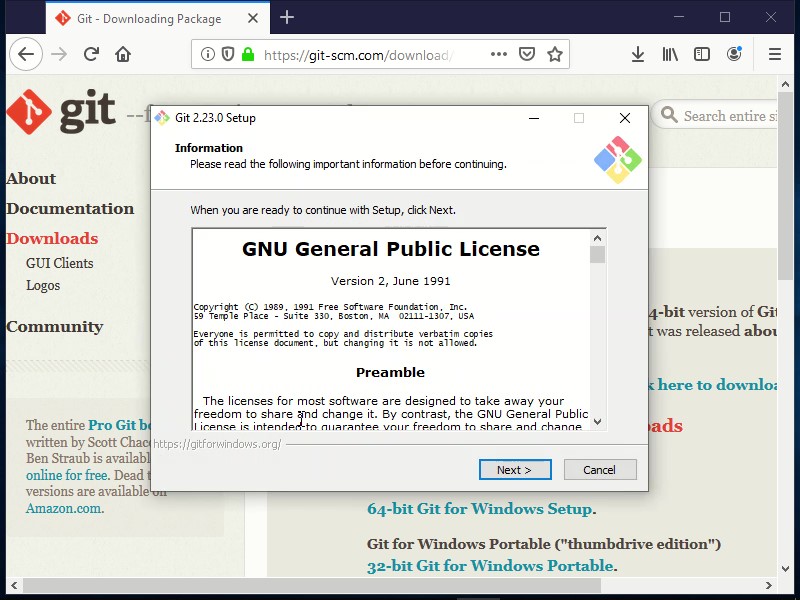 Git - Downloading Package
https://git-scm.com/download/
git
Search entire si
About
Documentation
Downloads
GUI Clients
Logos
Community
The entire Pro Git bo
written by Scott Chaco
Ben Straub is availabl
online for free. Dead t
versions are available on
Amazon.com.
Git 2.23.0 Setup
Information
Please read the following important information before continuing.
When you are ready to continue with Setup, click Next.
GNU General Public License
Version 2, June 1991
Copyright (C) 1989, 1991 Free Software Foundation, Inc.
59 Temple Place - Suite 330, Boston, MA  02111-1307, USA
Everyone is permitted to copy and distribute verbatim copies
of this license document, but changing it is not allowed.
Preamble
The licenses for most software are designed to take away your
freedom to share and change it. By contrast, the GNU General Public
License is intended to guarantee your freedom to share and change
https://gitforwindows.org/
Next >
Cancel
4-bit version of Git
t was released abou
k here to downloa
ads
64-bit Git for Windows Setup.
Git for Windows Portable ("thumbdrive edition")
32-bit Git for Windows Portable.